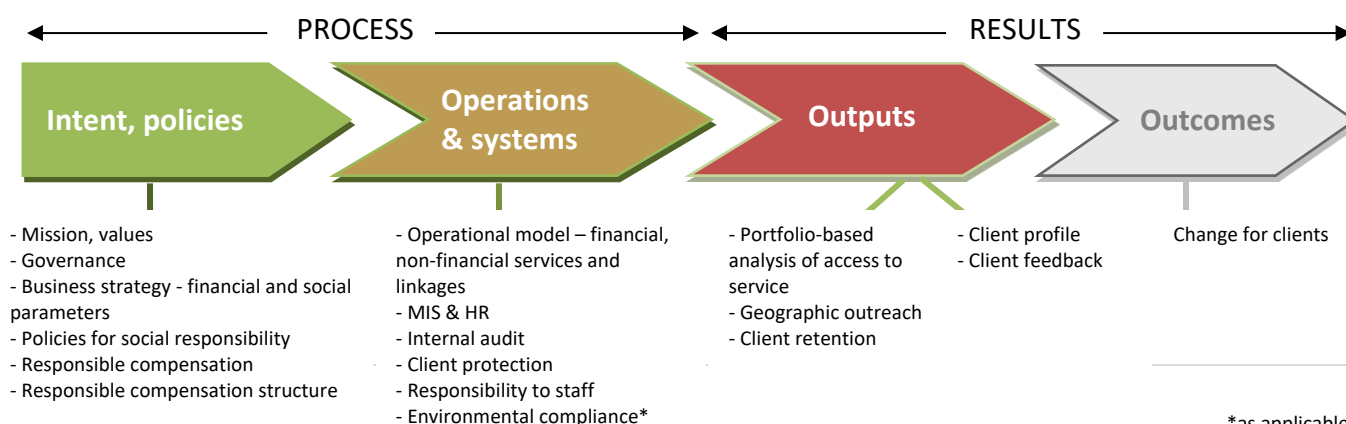 PROCESS
RESULTS
Intent, policies
Operations
& systems
Outputs
Outcomes
- Mission, values
- Governance
- Business strategy - financial and social
parameters
- Policies for social responsibility
- Responsible compensation
- Responsible compensation structure
- Operational model – financial,
non-financial services and
linkages
- MIS & HR
- Internal audit
- Client protection
- Responsibility to staff
- Environmental compliance*
- Portfolio-based
analysis of access to
service
- Geographic outreach
- Client retention
- Client profile
- Client feedback
Change for clients
*as applicable